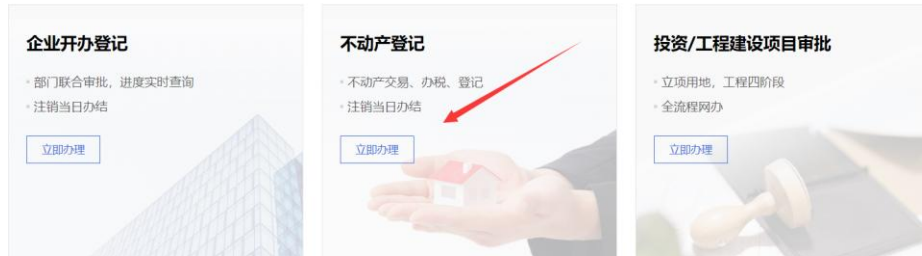 企业开办登记
部门联合审批，进度实时查询
注销当日办结
立即办理
不动产登记
不动产交易、办税、登记
注销当日办结
立即办理
投资/工程建设项目审批
立项用地，工程四阶段
全流程网办
立即办理